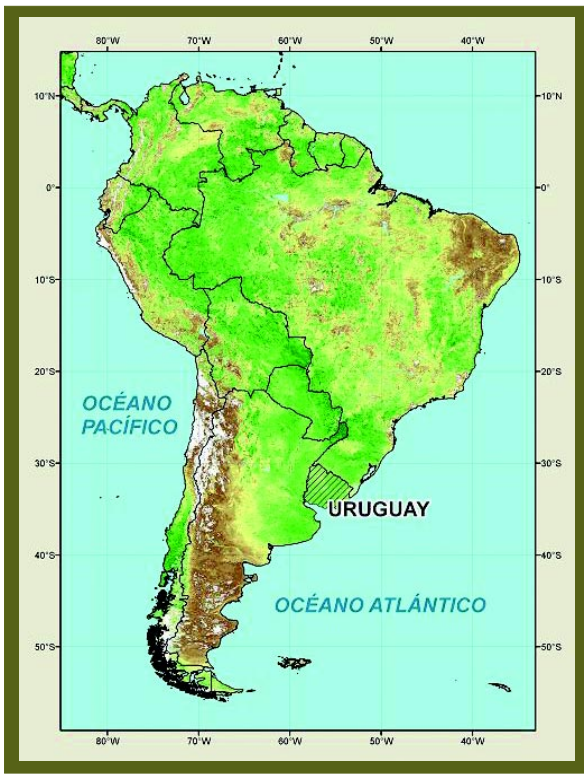 80°W 70°W 60°W 50°W 40°W
10°N 10°N
0° 0°
10°S 10°S
20°S 20°S
OCÉANO
PACÍFICO
30°S 30°S
URUGUAY
40°S 40°S
OCÉANO ATLÁNTICO
50°S 50°S
80°W 70°W 60°W 50°W 40°W